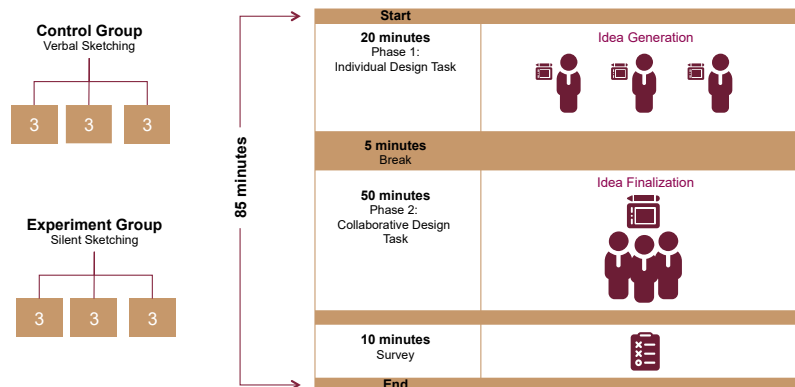 Control Group
Verbal Sketching
3
3
3
Experiment Group
Silent Sketching
3
3
3
85 minutes
Start
20 minutes
Phase 1:
Individual Design Task
Idea Generation
5 minutes
Break
50 minutes
Phase 2:
Collaborative Design
Task
Idea Finalization
10 minutes
Survey
End